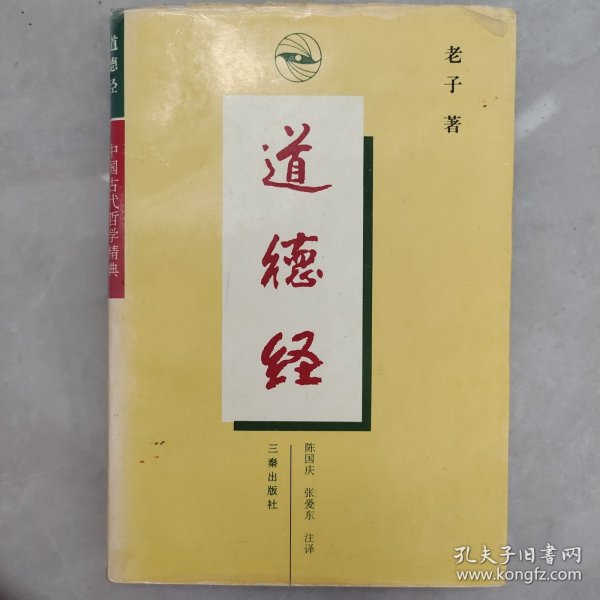 道德经
中国古代哲学精典
老子著
道德经
陈国庆 张爱东 注译
三秦出版社
孔夫子旧书网
www.kongfz.com